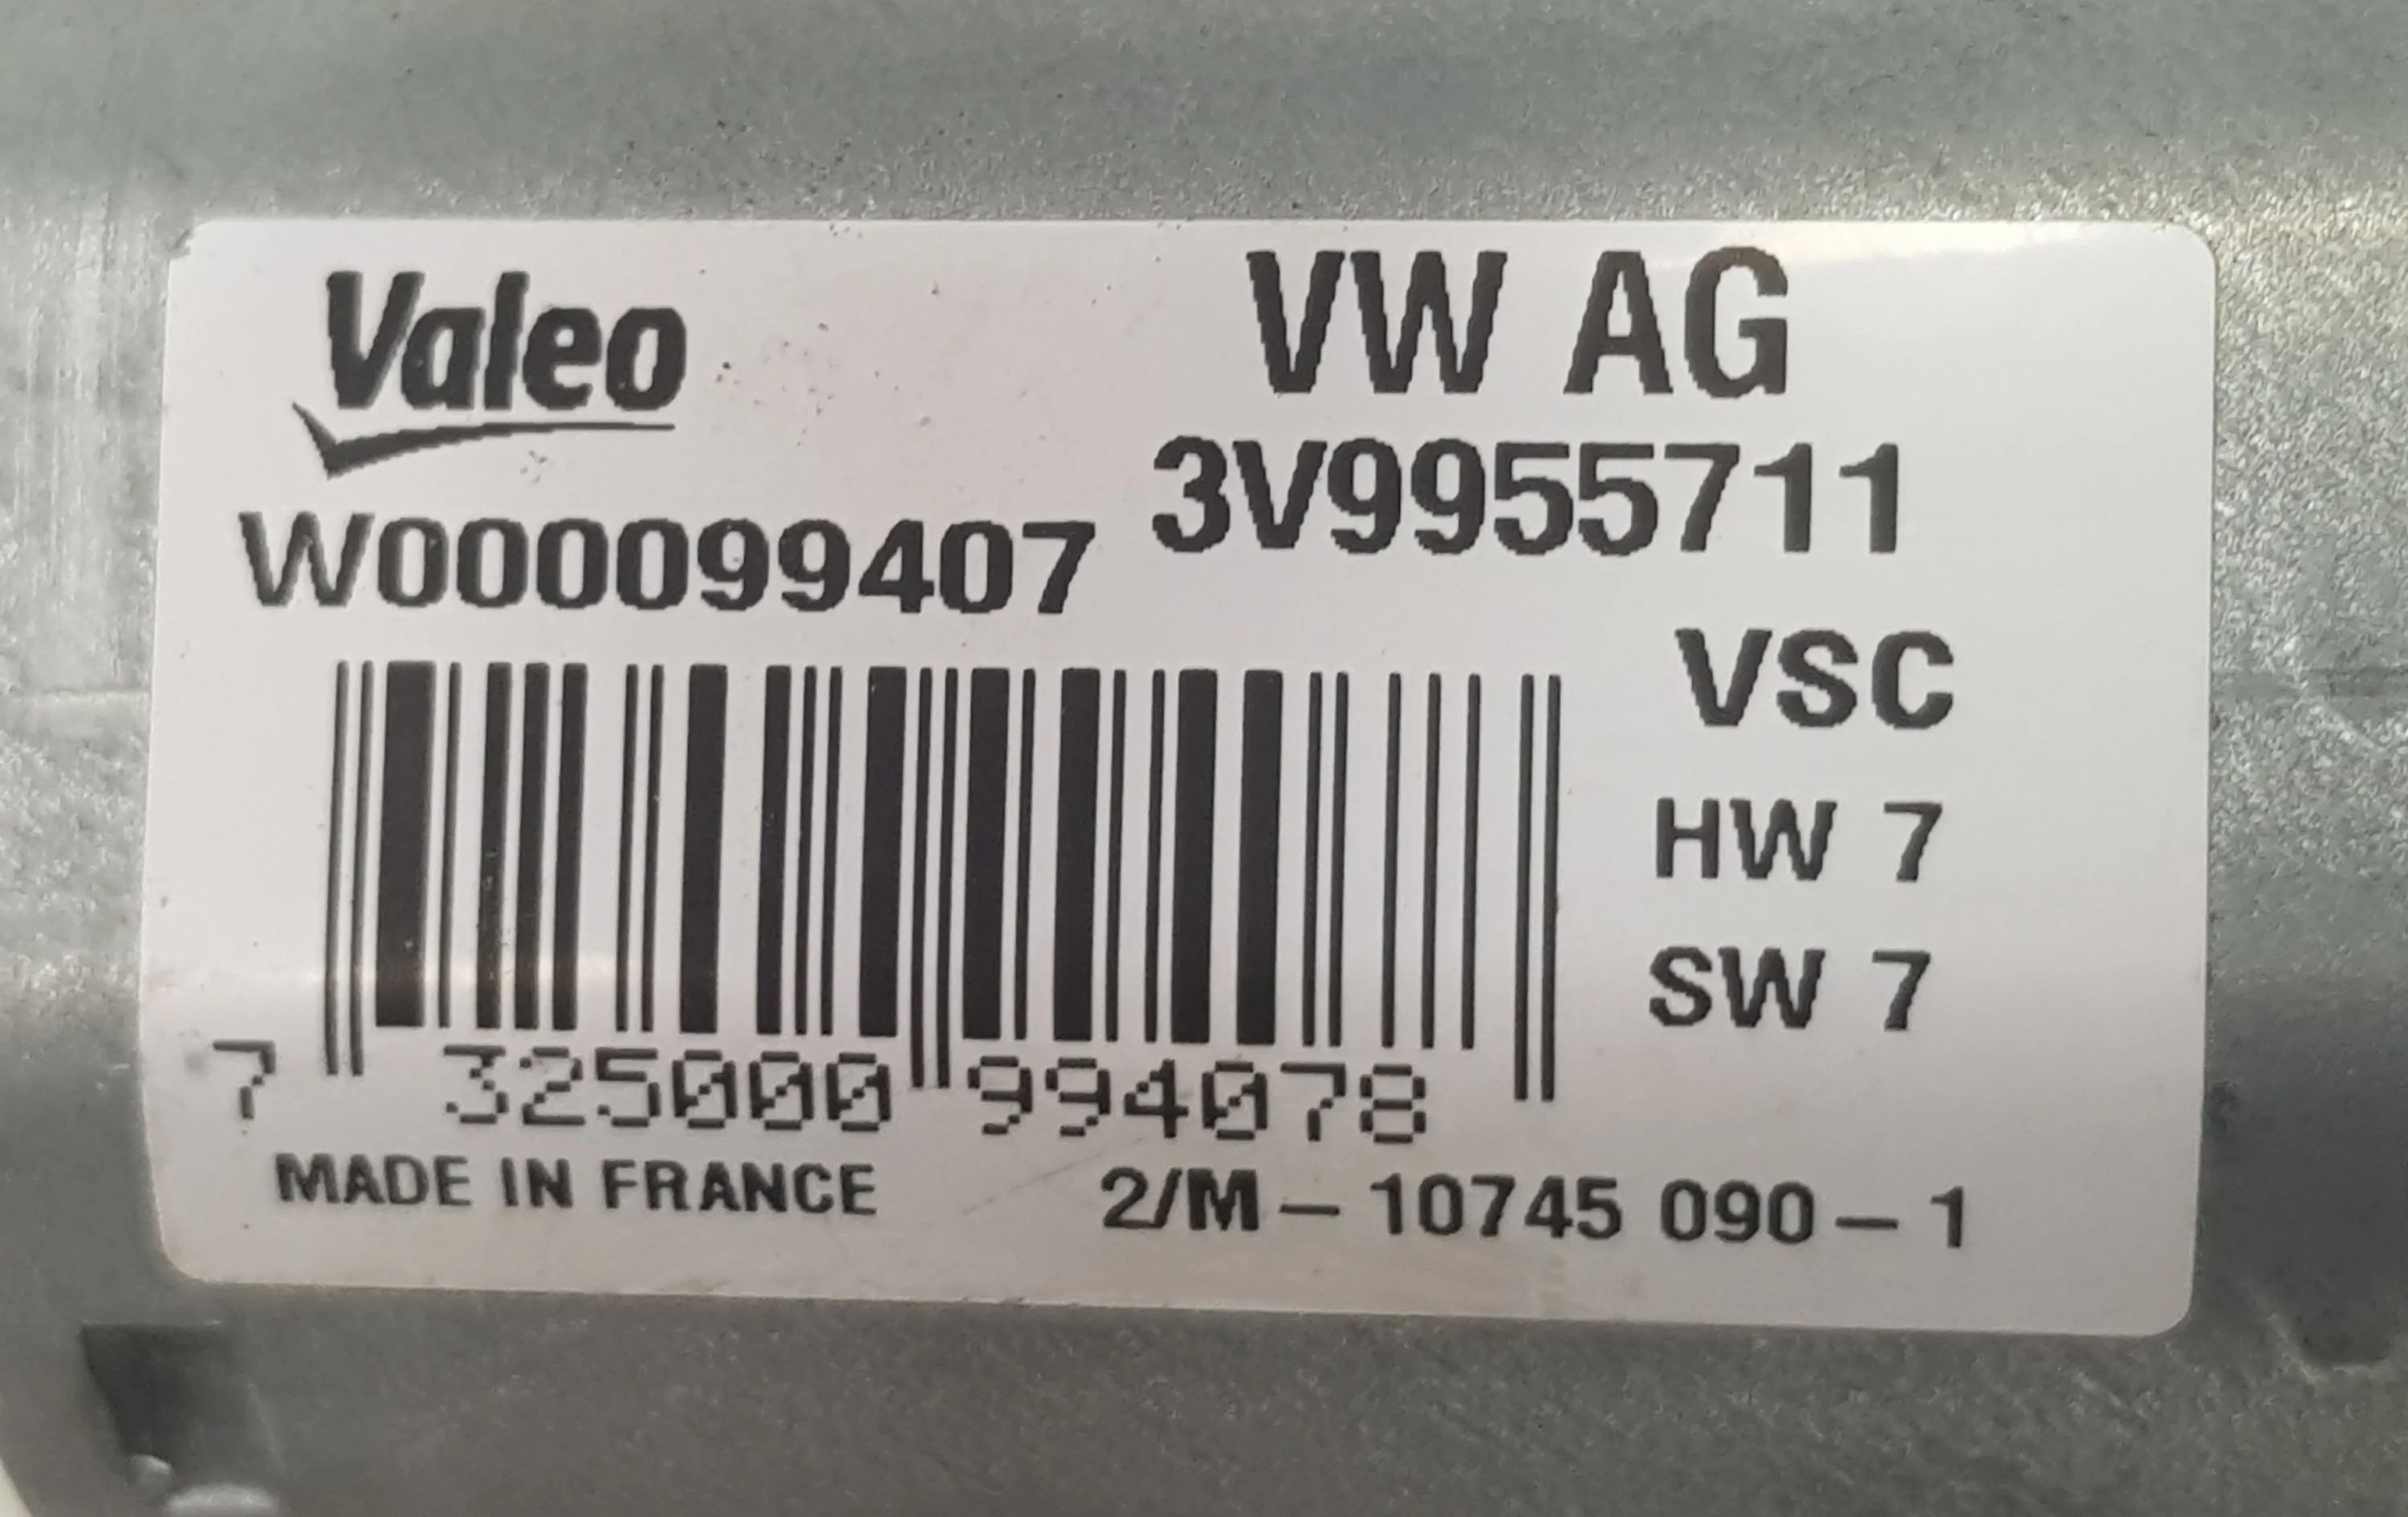 Valeo
VW AG
3V9955711
W000099407
VSC
HW 7
SW 7
7 325000 994078
MADE IN FRANCE
2/M – 10745 090 – 1